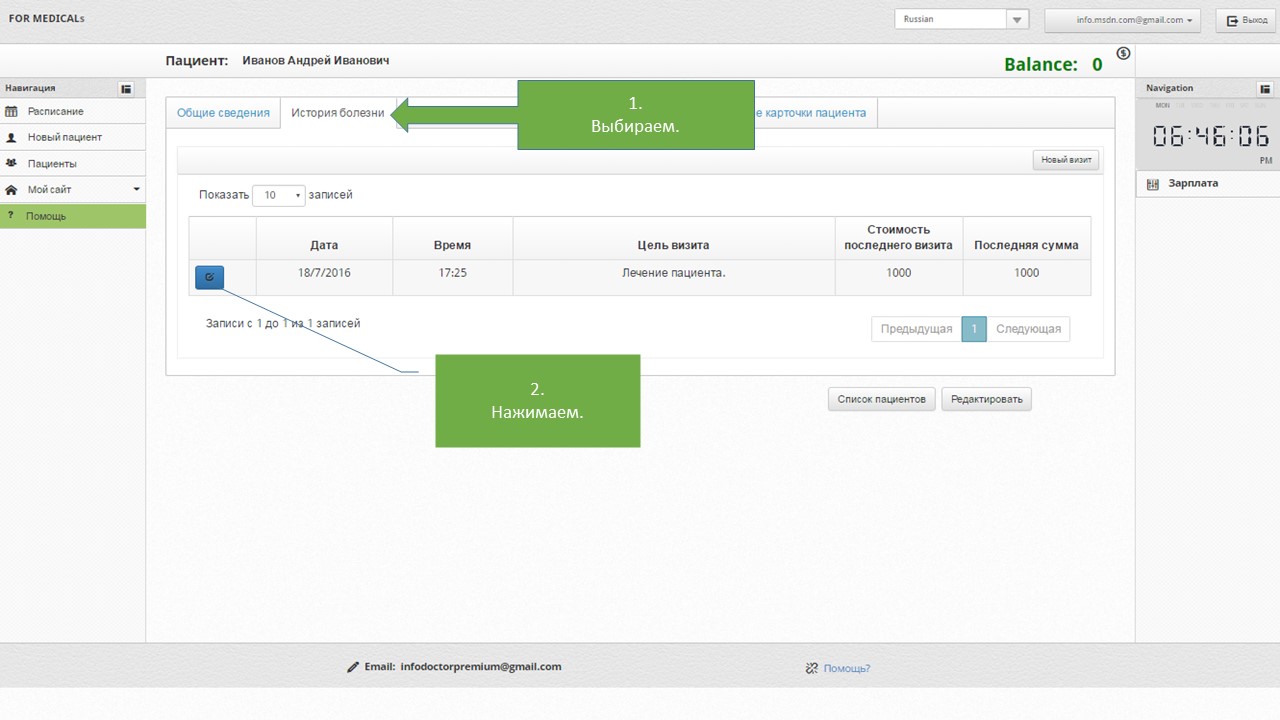 FOR MEDICALs
Russian
info.msdn.com@gmail.com
Выход
Пациент: Иванов Андрей Иванович
Balance: 0
Навигация
Расписание
Новый пациент
Пациенты
Мой сайт
? Помощь
Общие сведения
История болезни
1.
Выбираем.
е карточки пациента
Новый визит
Показать 10 записей
Дата
Время
Цель визита
Стоимость
последнего визита
Последняя сумма
18/7/2016
17:25
Лечение пациента.
1000
1000
Записи с 1 до 1 из 1 записей
Предыдущая 1 Следующая
2.
Нажимаем.
Список пациентов
Редактировать
Navigation
MON
06:46:06
PM
Зарплата
Email: infodoctorpremium@gmail.com
Помощь?